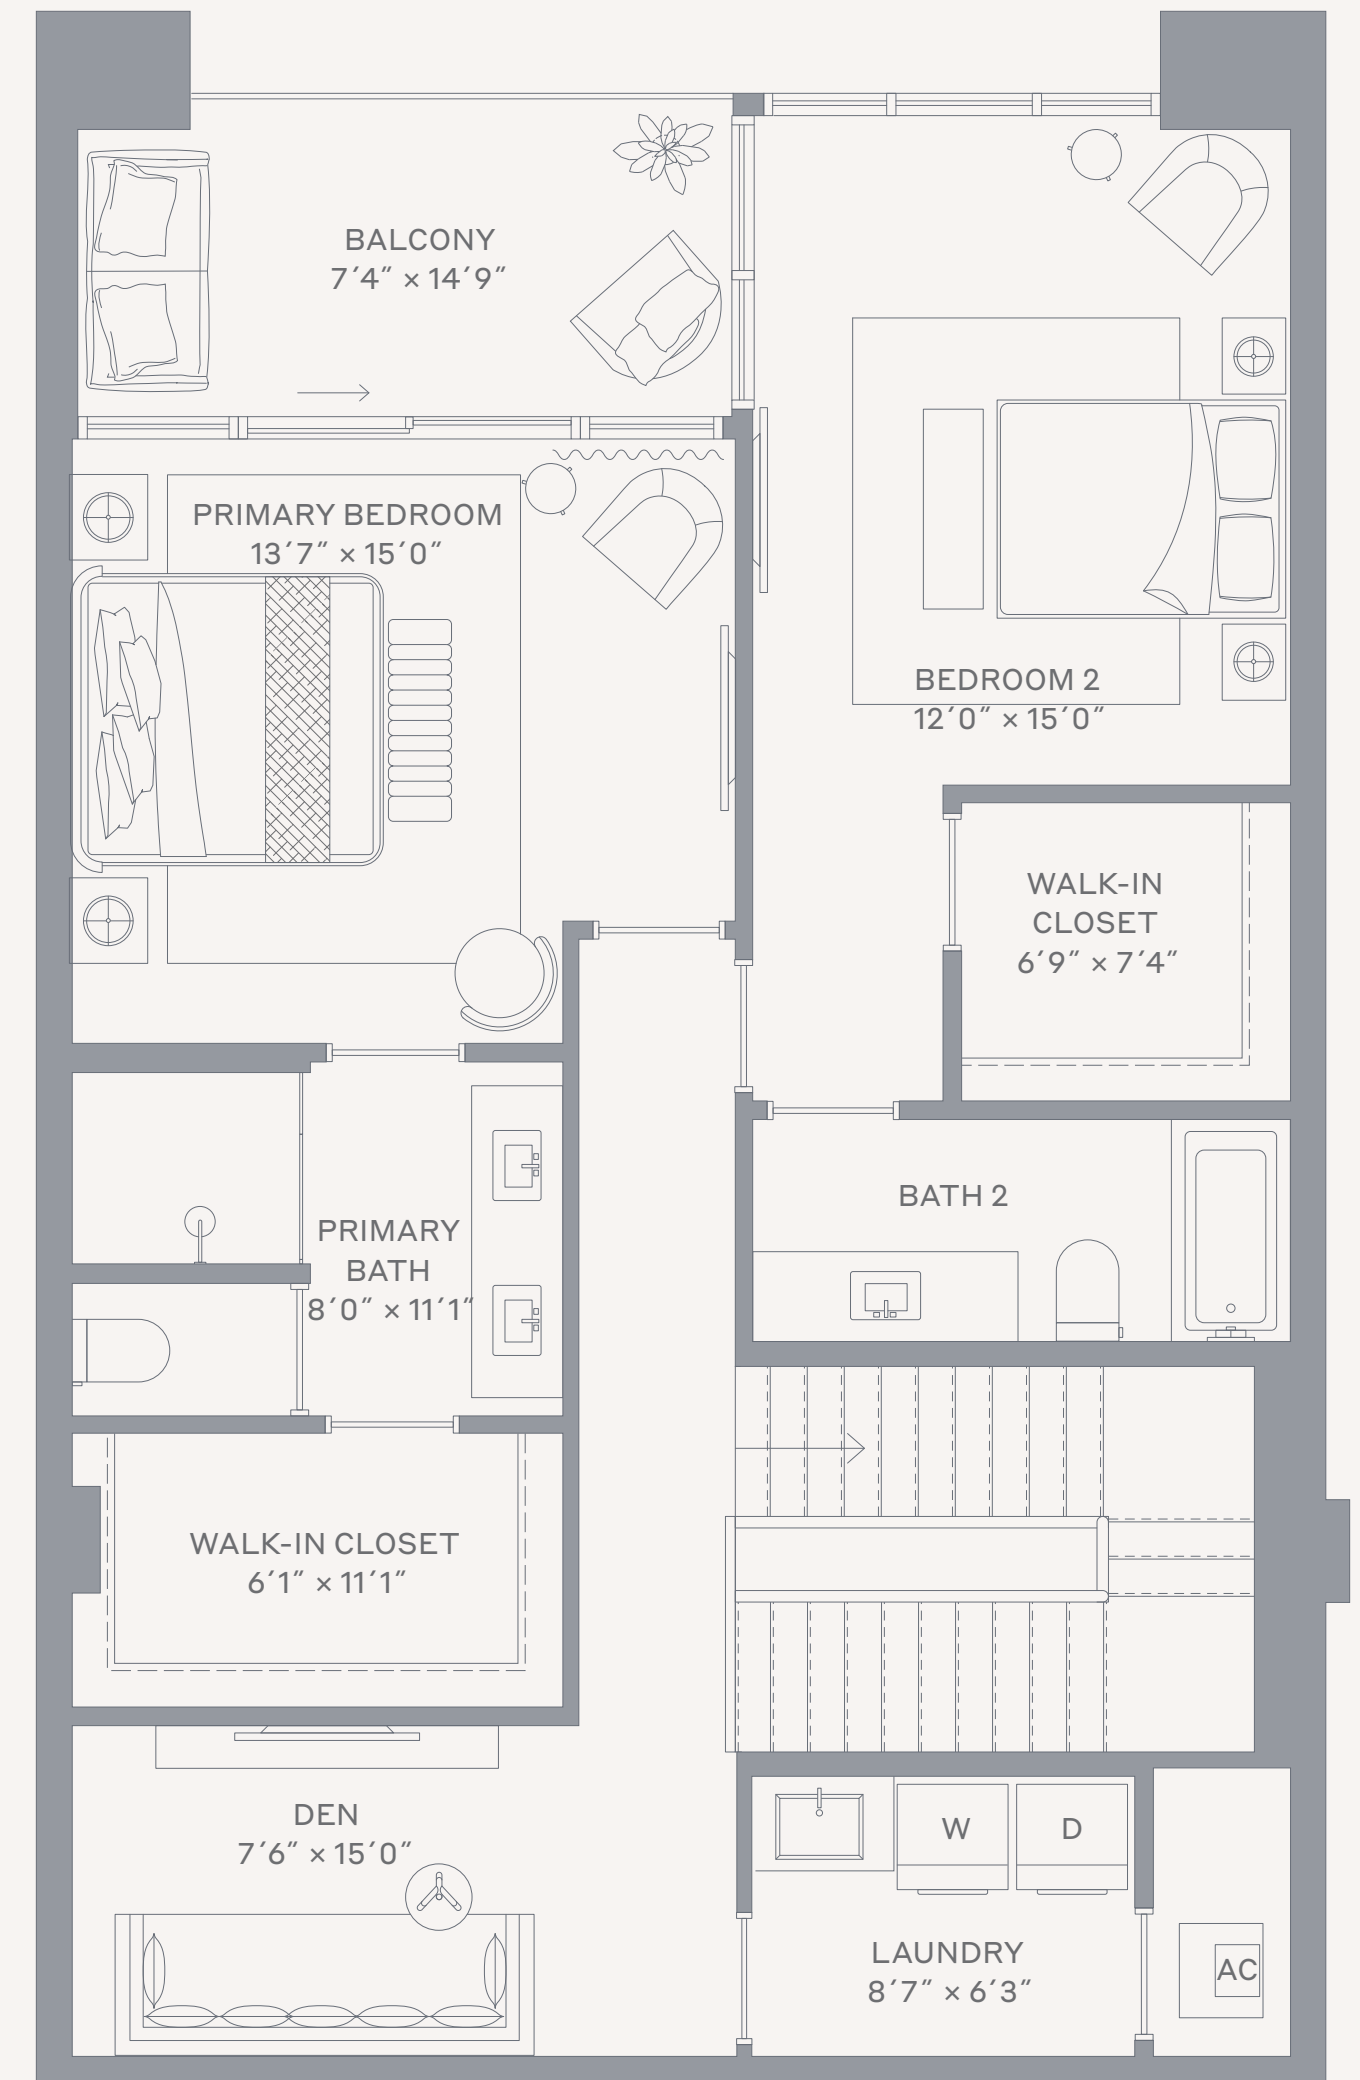 BALCONY
7′4″ × 14′9″
PRIMARY BEDROOM
13′7″ × 15′0″
BEDROOM 2
12′0″ × 15′0″
WALK-IN
CLOSET
6′9″ × 7′4″
BATH 2
PRIMARY
BATH
8′0″ × 11′1″
WALK-IN CLOSET
6′1″ × 11′1″
DEN
7′6″ × 15′0″
W
D
LAUNDRY
8′7″ × 6′3″
AC